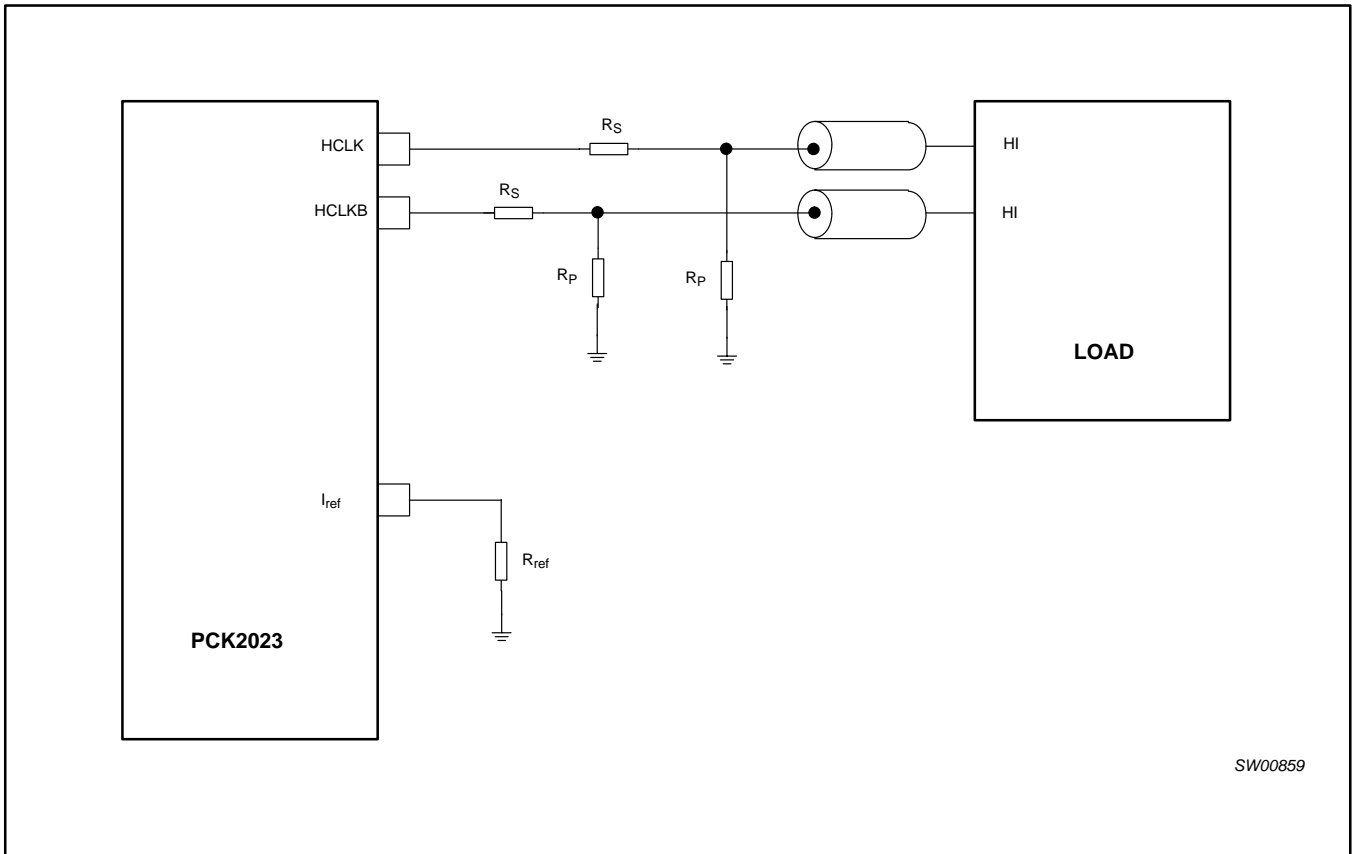 HCLK
R_S
HI
HCLKB
R_S
HI
R_P
R_P
LOAD
I_ref
R_ref
PCK2023
SW00859